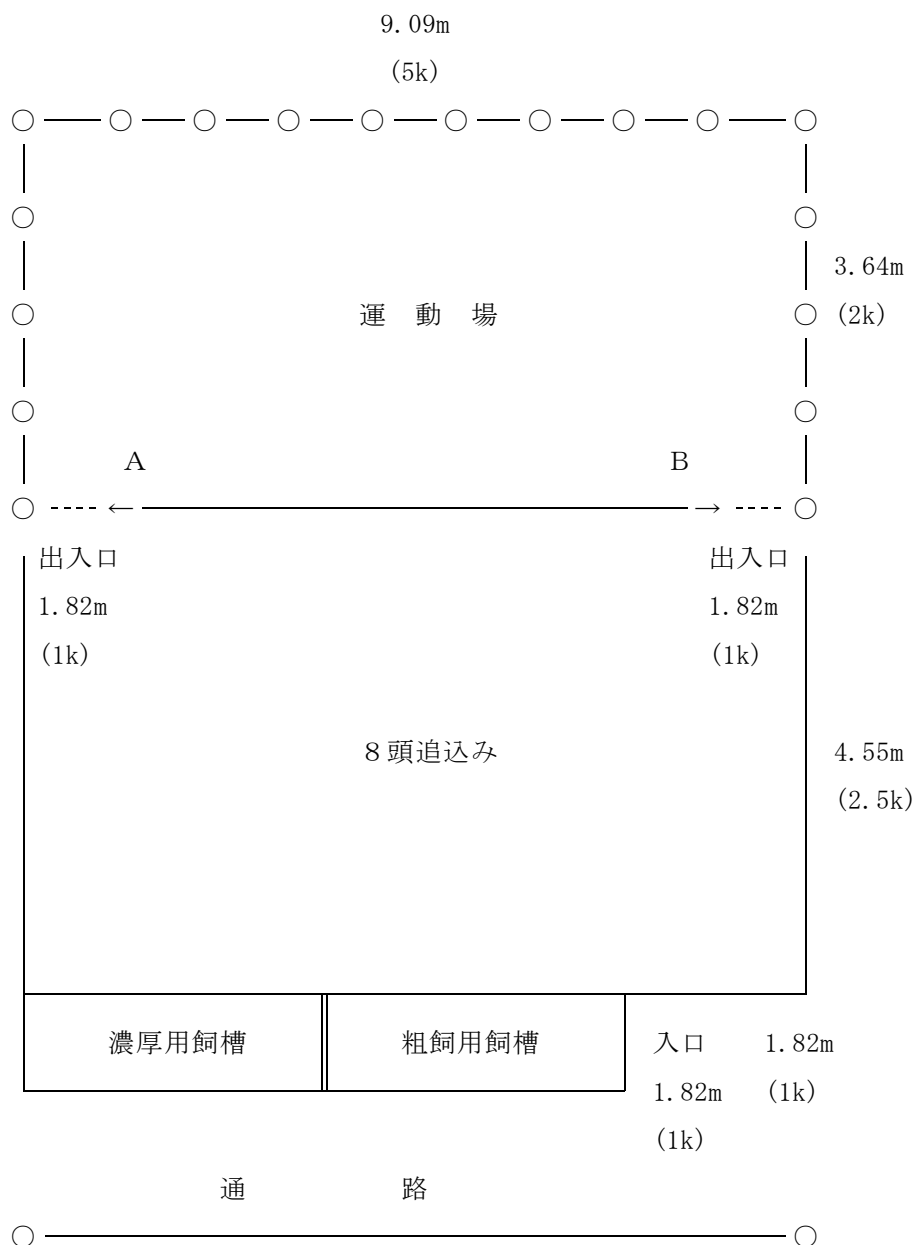 9.09m
(5k)
3.64m
運 動 場
(2k)
A B
出入口 出入口
1.82m 1.82m
(1k) (1k)
8頭追込み 4.55m
(2.5k)
濃厚用飼槽 粗飼用飼槽 入口 1.82m
1.82m (1k)
(1k)
通 路